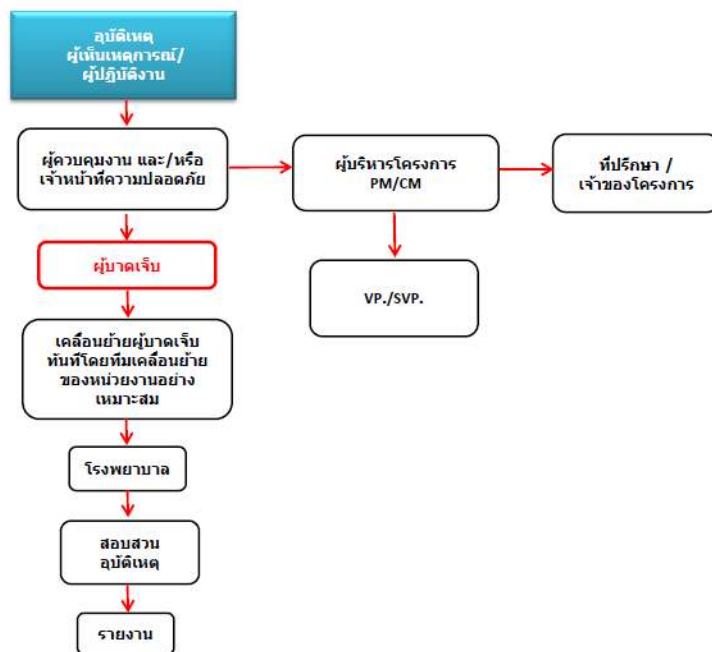 อุบัติเหตุ
ผู้เห็นเหตุการณ์/
ผู้ปฏิบัติงาน
ผู้ควบคุมงาน และ/หรือ
เจ้าหน้าที่ความปลอดภัย
ผู้บริหารโครงการ
PM/CM
ที่ปรึกษา /
เจ้าของโครงการ
ผู้บาดเจ็บ
VP./SVP.
เคลื่อนย้ายผู้บาดเจ็บ
ทันทีโดยทีมเคลื่อนย้าย
ของหน่วยงานอย่าง
เหมาะสม
โรงพยาบาล
สอบสวน
อุบัติเหตุ
รายงาน